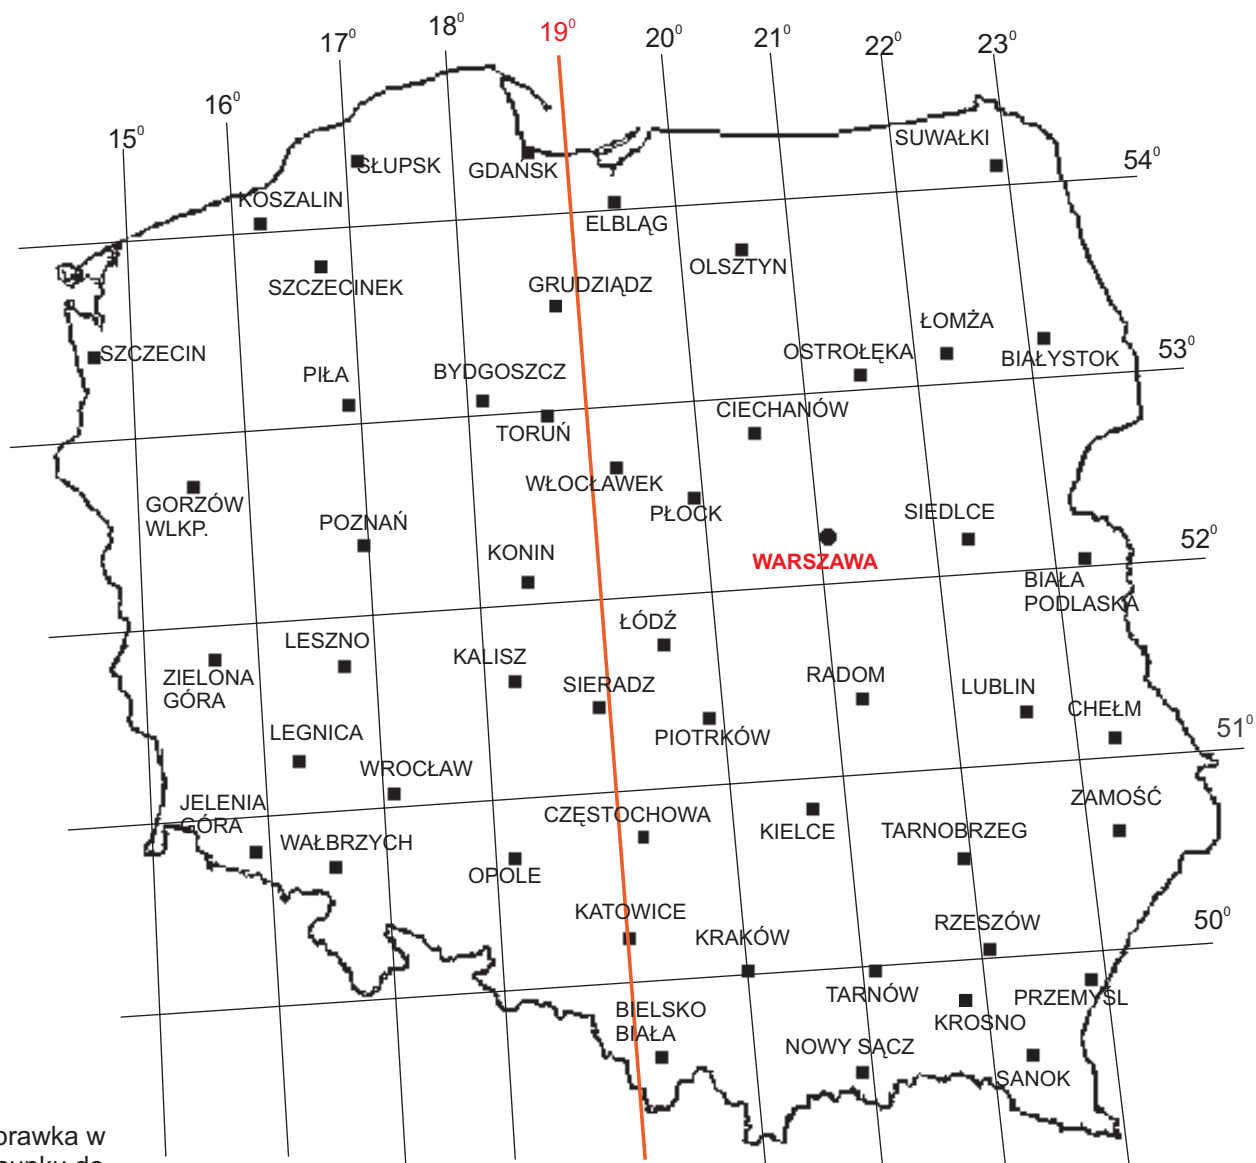 15⁰
16⁰
17⁰
18⁰
19⁰
20⁰
21⁰
22⁰
23⁰
SUWAŁKI
54⁰
SŁUPSK
GDAŃSK
KOSZALIN
ELBLĄG
OLSZTYN
SZCZECINEK
GRUDZIĄDZ
ŁOMŻA
SZCZECIN
OSTROŁĘKA
BIAŁYSTOK
53⁰
PIŁA
BYDGOSZCZ
CIECHANÓW
TORUŃ
WŁOCŁAWEK
GORZÓW
WLKP.
POZNAŃ
PŁOCK
SIEDLCE
52⁰
KONIN
WARSZAWA
BIAŁA
PODLASKA
ŁÓDŹ
LESZNO
KALISZ
ZIELONA
GÓRA
SIERADZ
RADOM
LUBLIN
CHEŁM
51⁰
LEGNICA
PIOTRKÓW
WROCŁAW
JELENIA
GÓRA
CZĘSTOCHOWA
KIELCE
TARNOBRZEG
ZAMOŚĆ
WAŁBRZYCH
OPOLE
KATOWICE
KRAKÓW
RZESZÓW
50⁰
BIELSKO
BIAŁA
TARNÓW
KROSNO
PRZEMYŚL
NOWY SĄCZ
SANOK
prawka w